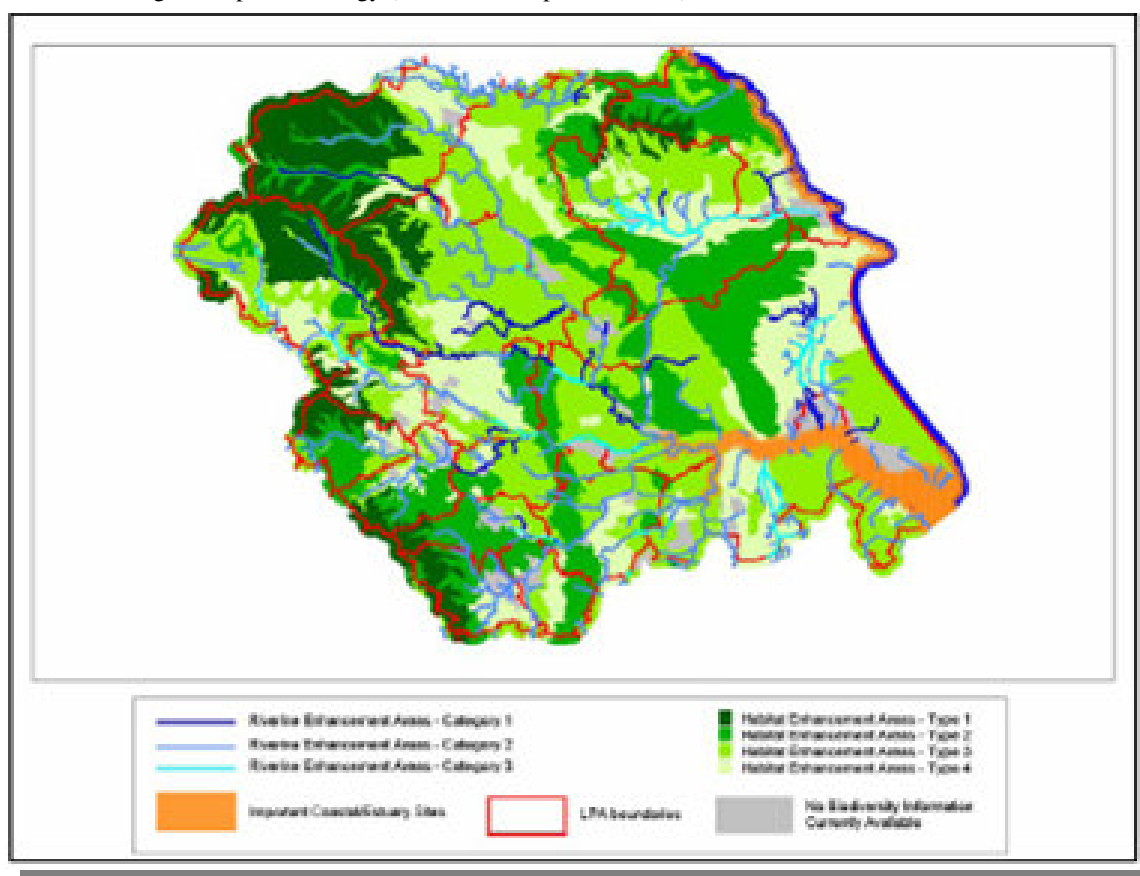 Riverine Enhancement Areas - Category 1
Riverine Enhancement Areas - Category 2
Riverine Enhancement Areas - Category 3
Habitat Enhancement Areas - Type 1
Habitat Enhancement Areas - Type 2
Habitat Enhancement Areas - Type 3
Habitat Enhancement Areas - Type 4
Important Coastal/Estuary Sites
LPA boundaries
No Biodiversity Information
Currently Available